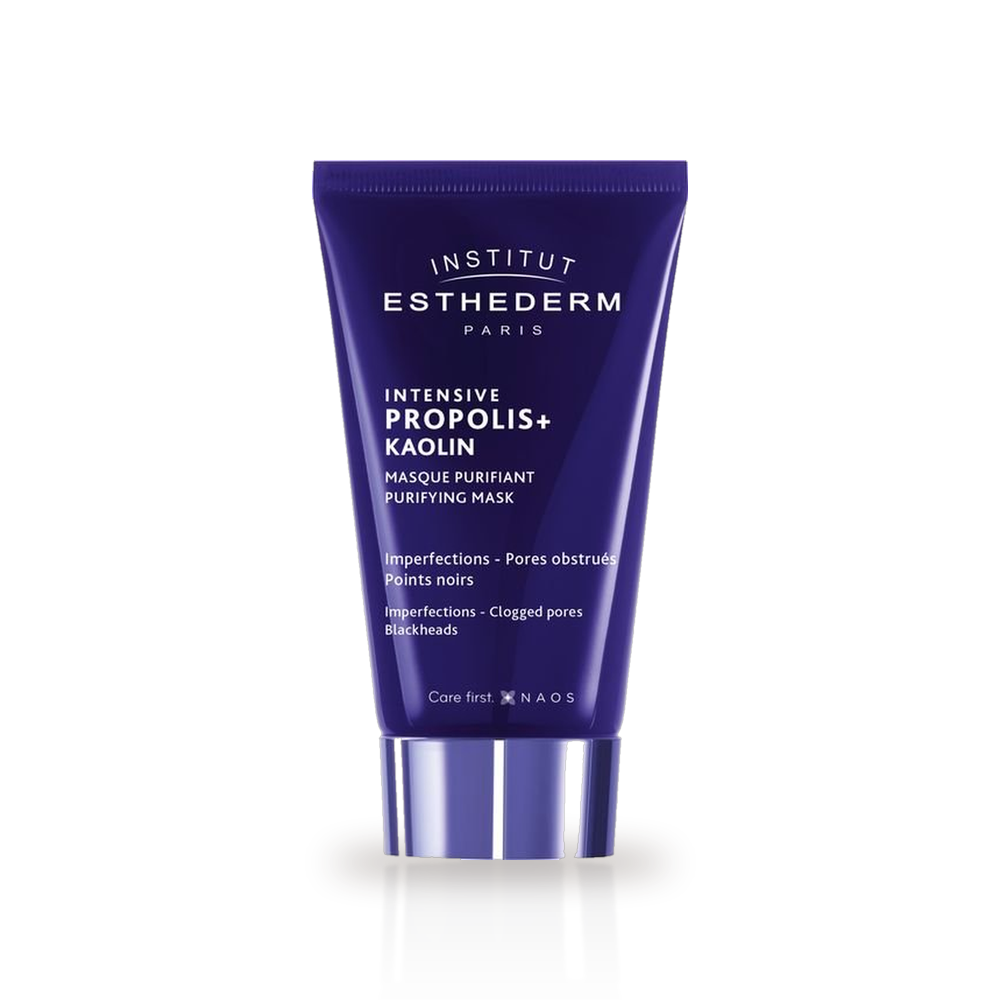 INSTITUT
ESTHEDERM
PARIS
INTENSIVE
PROPOLIS+
KAOLIN
MASQUE PURIFIANT
PURIFYING MASK
Imperfections - Pores obstrués
Points noirs
Imperfections - Clogged pores
Blackheads
Care first. NAOS